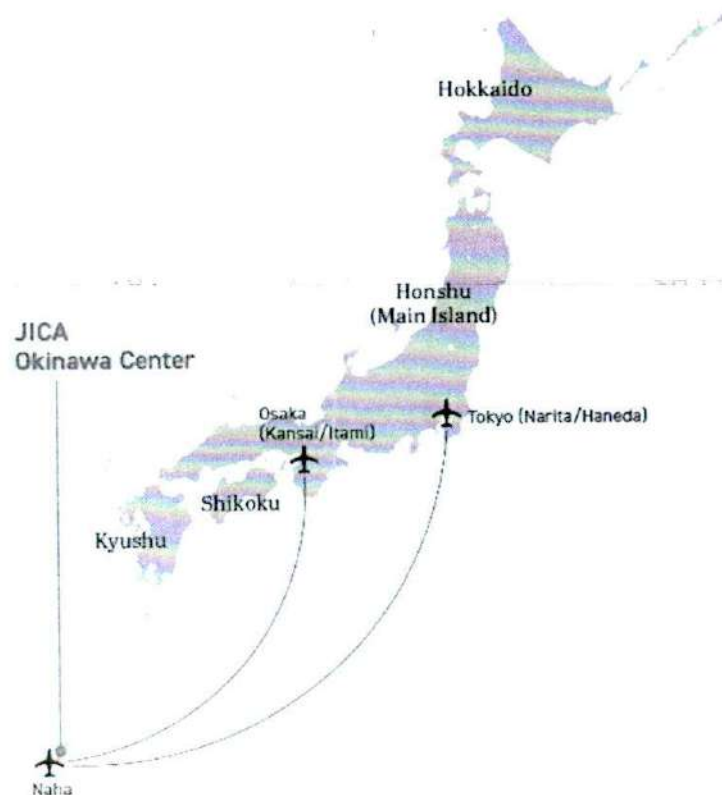 Hokkaido
Honshu
(Main Island)
JICA
Okinawa Center
Osaka
(Kansai/Itami)
Tokyo (Narita/Haneda)
Shikoku
Kyushu
Naha